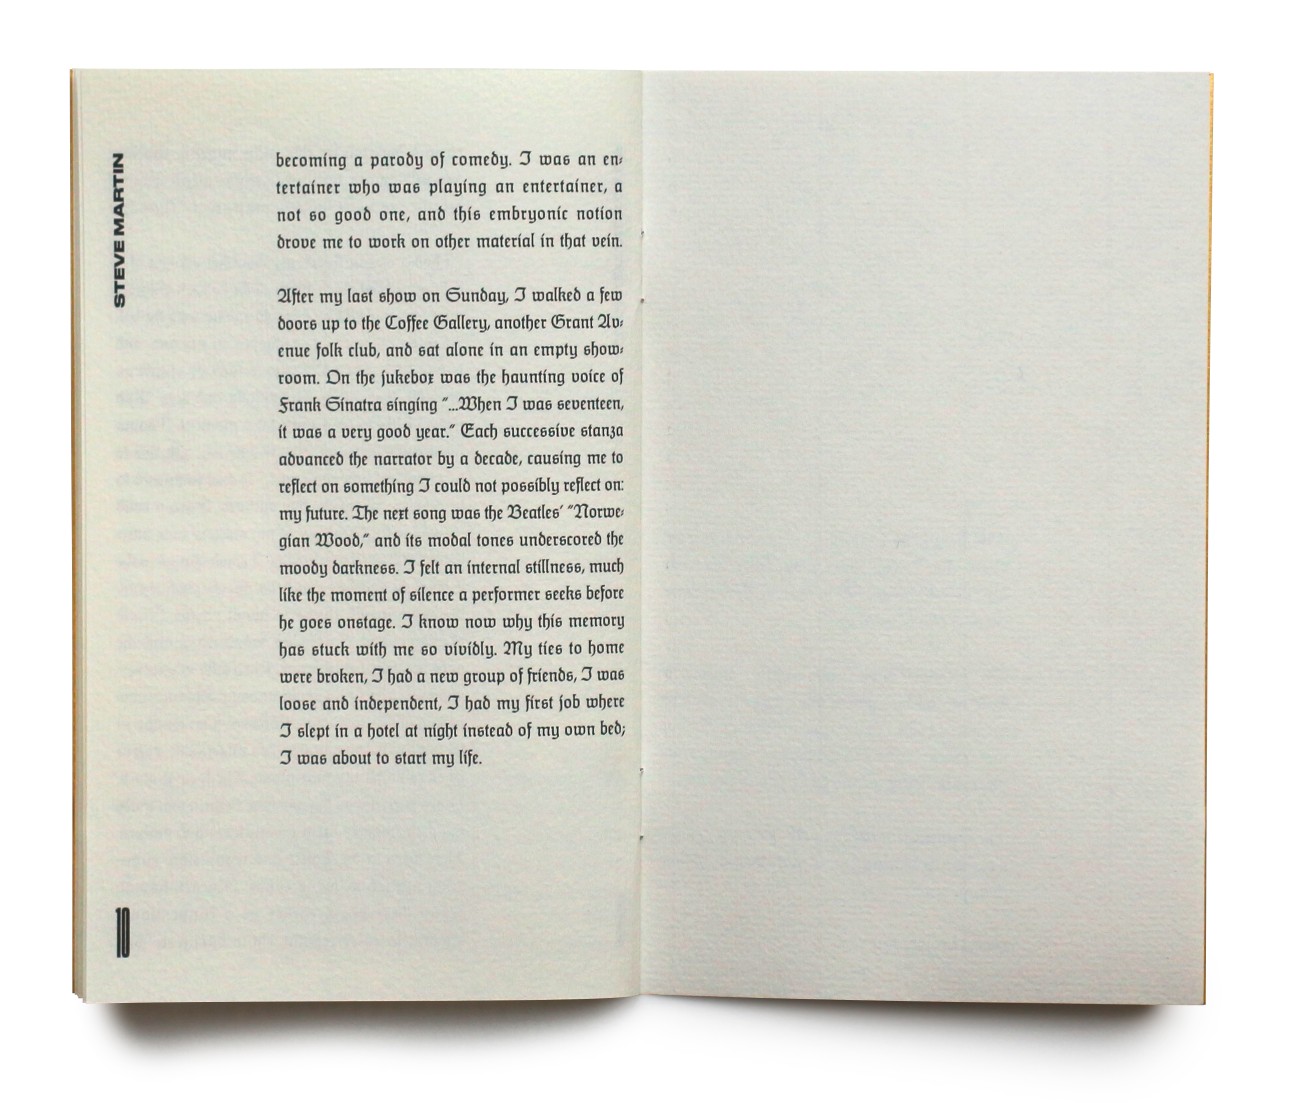 STEVE MARTIN
becoming a parody of comedy. I was an en-
tertainer who was playing an entertainer, a
not so good one, and this embryonic notion
drove me to work on other material in that vein.
After my last show on Sunday, I walked a few
doors up to the Coffee Gallery, another Grant Av-
enue folk club, and sat alone in an empty show-
room. On the jukebox was the haunting voice of
Frank Sinatra singing "...When I was seventeen,
it was a very good year." Each successive stanza
advanced the narrator by a decade, causing me to
reflect on something I could not possibly reflect on:
my future. The next song was the Beatles' "Norwe-
gian Wood," and its modal tones underscored the
moody darkness. I felt an internal stillness, much
like the moment of silence a performer seeks before
he goes onstage. I know now why this memory
has stuck with me so vividly. My ties to home
were broken, I had a new group of friends, I was
loose and independent, I had my first job where
I slept in a hotel at night instead of my own bed;
I was about to start my life.
10